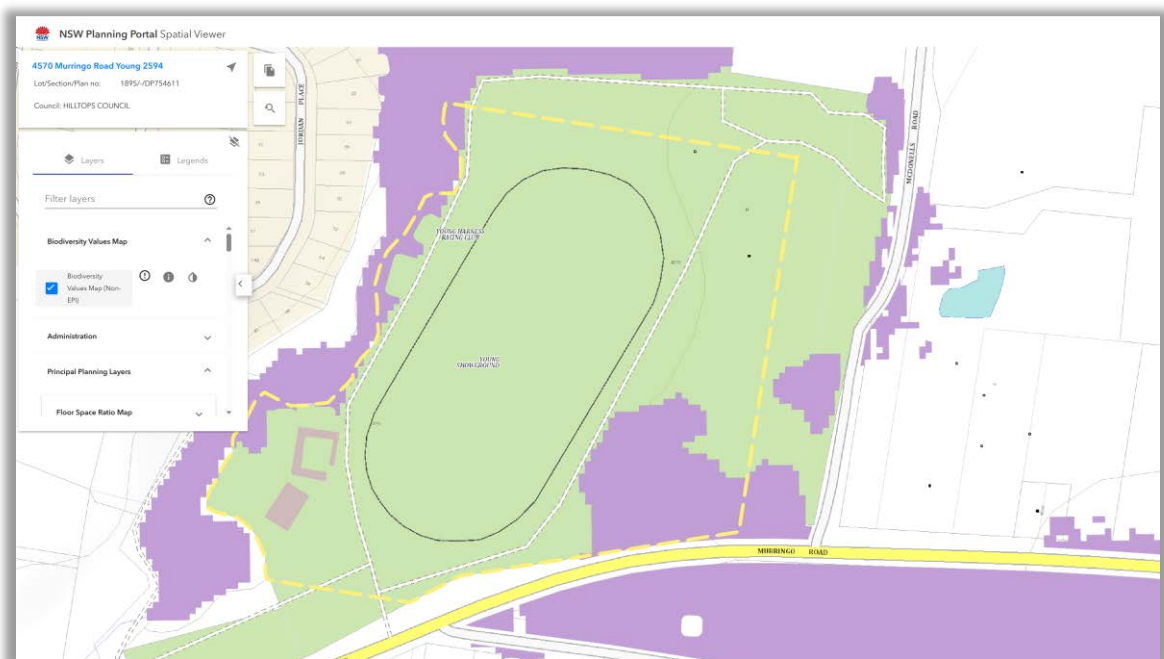 NSW Planning Portal Spatial Viewer
4570 Murringo Road Young 2594
Lot/Section/Plan no: 1895/-/DP754611
Council: HILLTOPS COUNCIL
Layers
Legends
Filter layers
Biodiversity Values Map
Biodiversity
Values Map (Non-
EPI)
Administration
Principal Planning Layers
Floor Space Ratio Map
JORDAN PLACE
YOUNG HARNESS
RACING CLUB
YOUNG
SHOWGROUND
MCDONELLS ROAD
MURRINGO ROAD